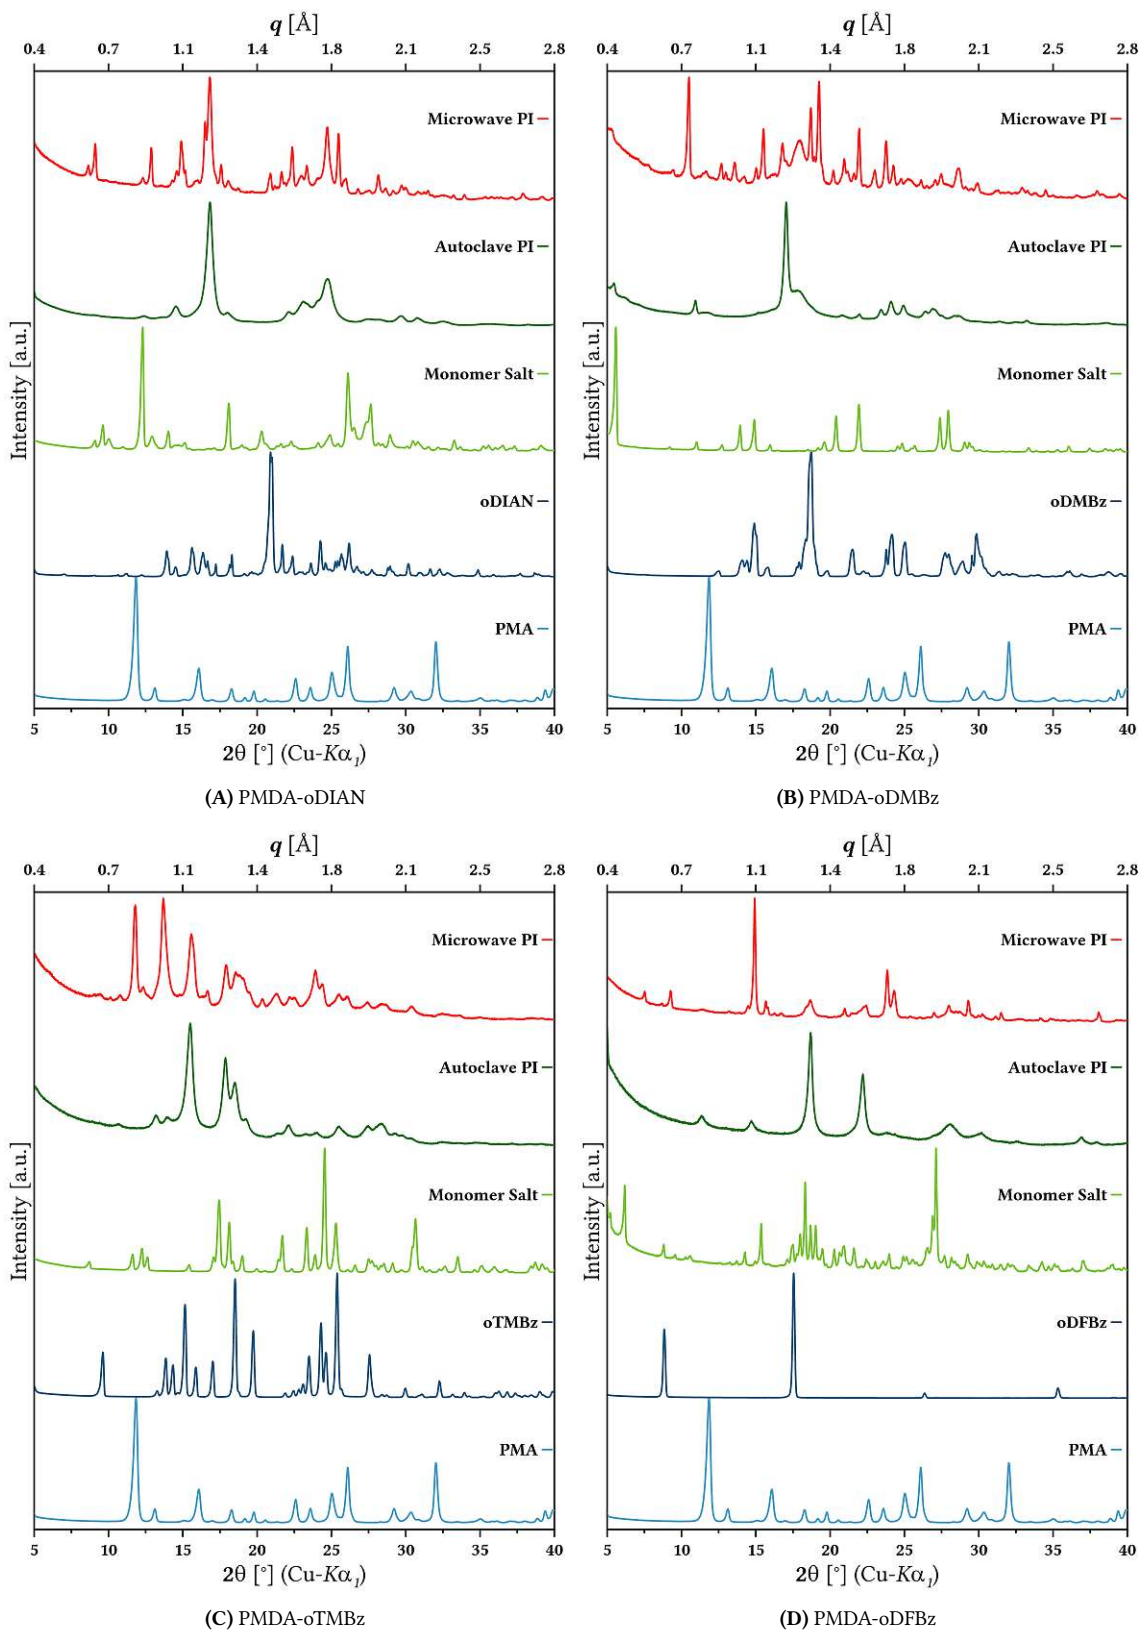 q [Å]
0.4 0.7 1.1 1.4 1.8 2.1 2.5 2.8
Microwave PI
Autoclave PI
Monomer Salt
oDIAN
PMA
Intensity [a.u.]
5 10 15 20 25 30 35 40
2θ [°] (Cu-Kα1)
(A) PMDA-oDIAN
q [Å]
0.4 0.7 1.1 1.4 1.8 2.1 2.5 2.8
Microwave PI
Autoclave PI
Monomer Salt
oDMBz
PMA
Intensity [a.u.]
5 10 15 20 25 30 35 40
2θ [°] (Cu-Kα1)
(B) PMDA-oDMBz
q [Å]
0.4 0.7 1.1 1.4 1.8 2.1 2.5 2.8
Microwave PI
Autoclave PI
Monomer Salt
oTMBz
PMA
Intensity [a.u.]
5 10 15 20 25 30 35 40
2θ [°] (Cu-Kα1)
(C) PMDA-oTMBz
q [Å]
0.4 0.7 1.1 1.4 1.8 2.1 2.5 2.8
Microwave PI
Autoclave PI
Monomer Salt
oDFBz
PMA
Intensity [a.u.]
5 10 15 20 25 30 35 40
2θ [°] (Cu-Kα1)
(D) PMDA-oDFBz